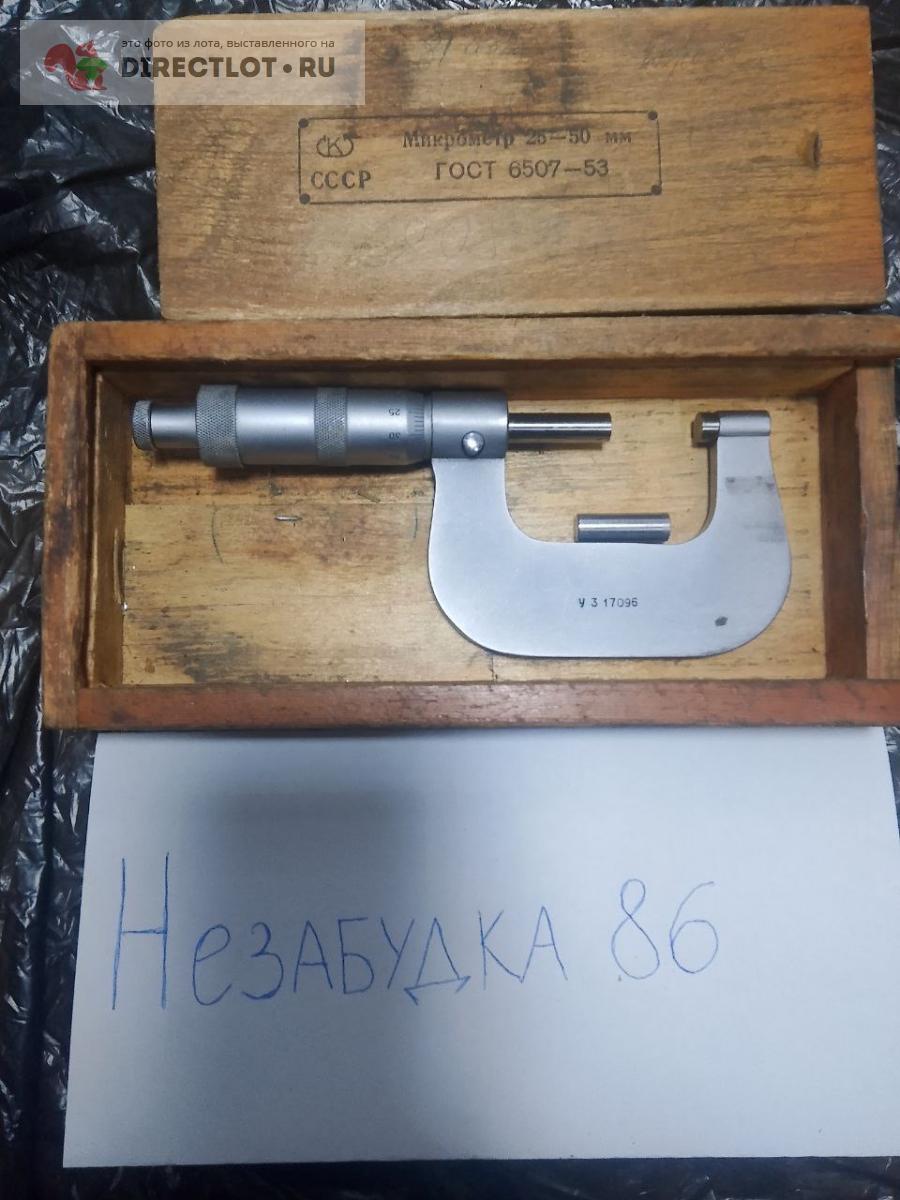 это фото из лота, выставленного на
DIRECTLOT.RU
Микрометр 25—50 мм
СССР
ГОСТ 6507—53
25
30
У 3 17096
НЕЗАБУДКА 86